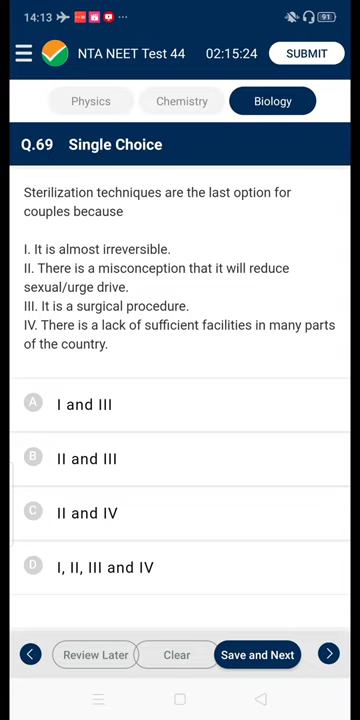 14:13
91
NTA NEET Test 44
02:15:24
SUBMIT
Physics
Chemistry
Biology
Q.69 Single Choice
Sterilization techniques are the last option for
couples because
I. It is almost irreversible.
II. There is a misconception that it will reduce
sexual/urge drive.
III. It is a surgical procedure.
IV. There is a lack of sufficient facilities in many parts
of the country.
A I and III
B II and III
C II and IV
D I, II, III and IV
Review Later
Clear
Save and Next